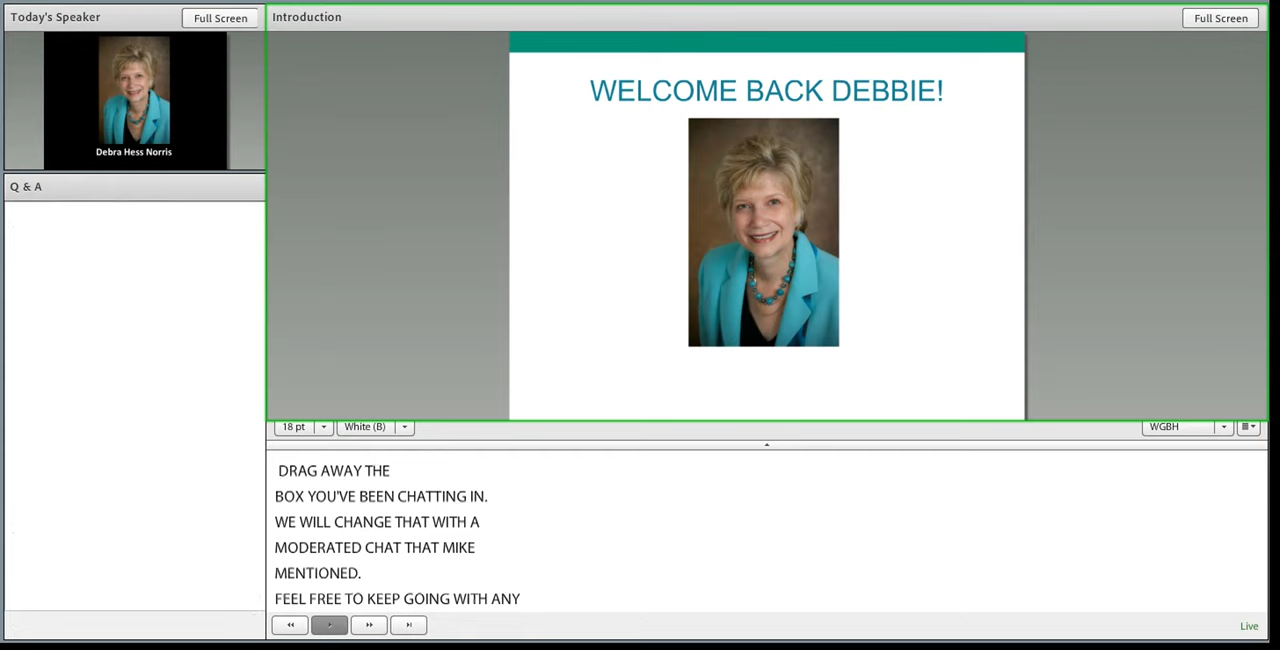 Today's Speaker
Full Screen
Debra Hess Norris
Q & A
Introduction
Full Screen
WELCOME BACK DEBBIE!
18 pt
White (B)
WGBH
DRAG AWAY THE
BOX YOU'VE BEEN CHATTING IN.
WE WILL CHANGE THAT WITH A
MODERATED CHAT THAT MIKE
MENTIONED.
FEEL FREE TO KEEP GOING WITH ANY
Live